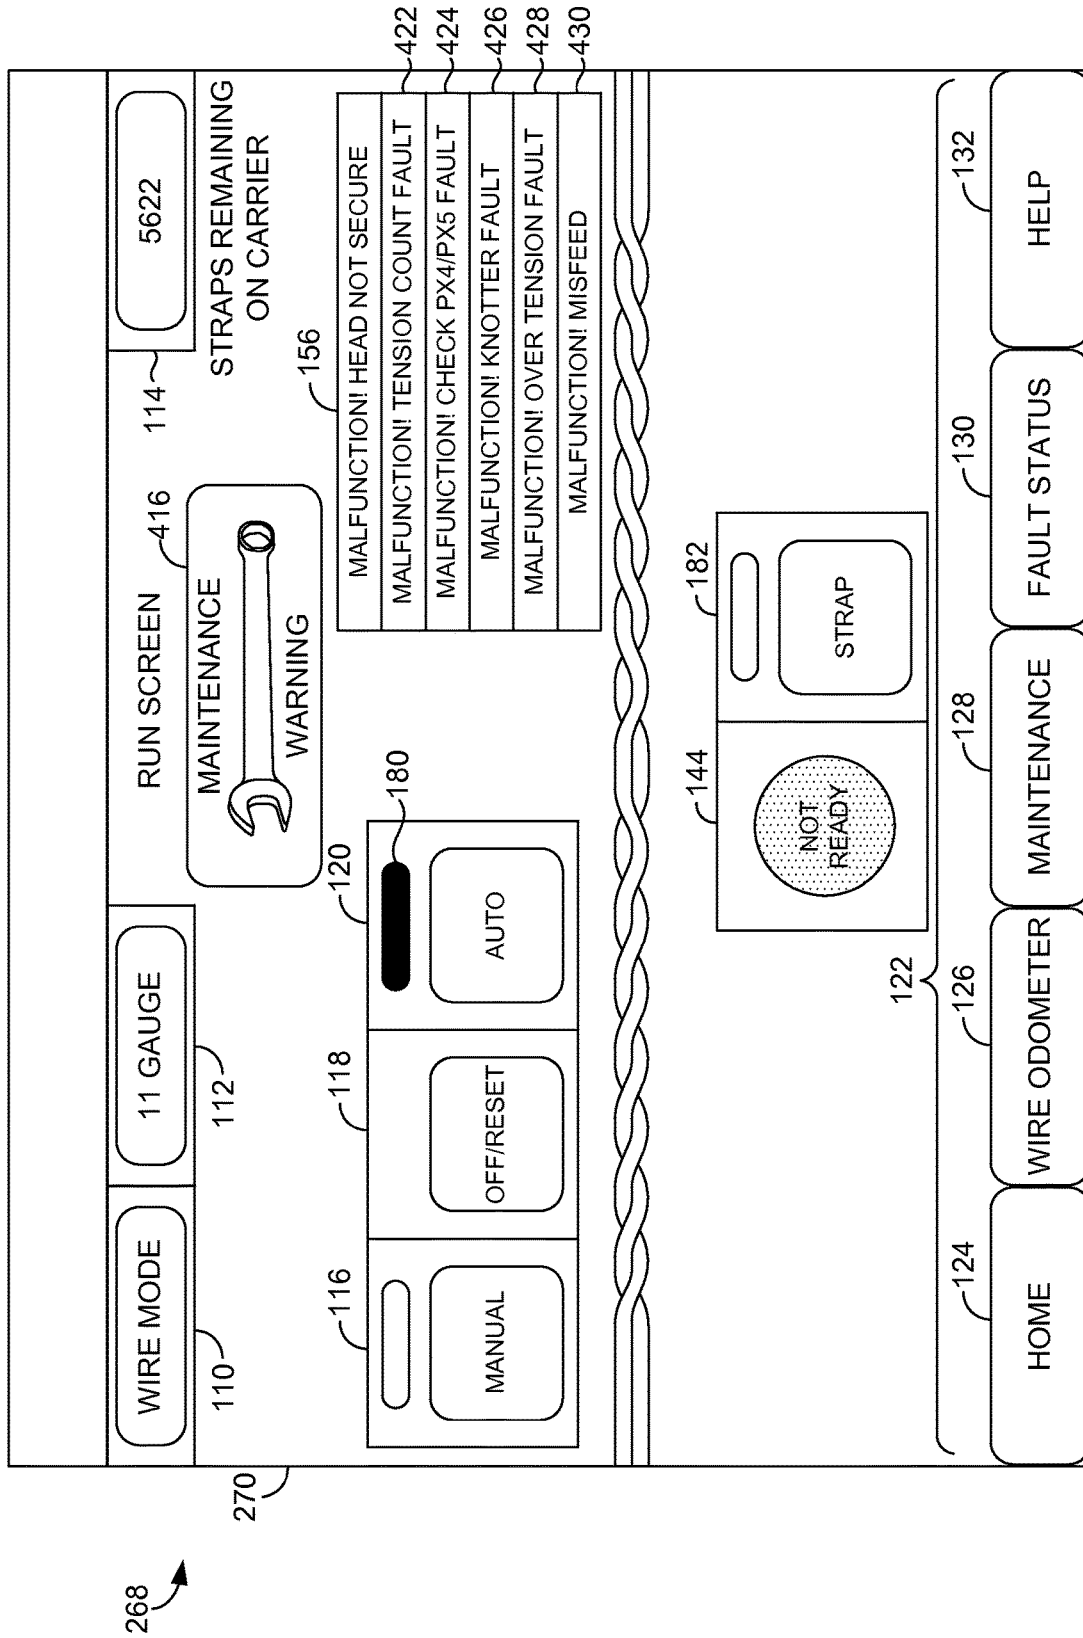 268
270
WIRE MODE
110
11 GAUGE
112
RUN SCREEN
MAINTENANCE
WARNING
416
114
5622
STRAPS REMAINING
ON CARRIER
116
MANUAL
118
OFF/RESET
120
180
AUTO
156
MALFUNCTION! HEAD NOT SECURE
MALFUNCTION! TENSION COUNT FAULT
422
MALFUNCTION! CHECK PX4/PX5 FAULT
424
MALFUNCTION! KNOTTER FAULT
426
MALFUNCTION! OVER TENSION FAULT
428
MALFUNCTION! MISFEED
430
144
NOT
READY
182
STRAP
122
124
HOME
126
WIRE ODOMETER
128
MAINTENANCE
130
FAULT STATUS
132
HELP